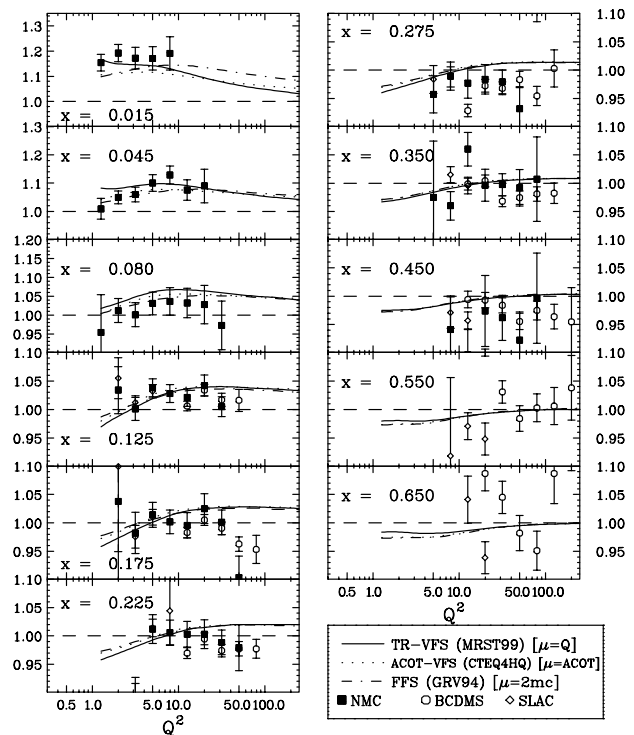 1.3
1.2
1.1
1.0
x = 0.015
1.3
1.2
1.1
1.0
x = 0.045
1.20
1.10
1.05
1.00
0.95
x = 0.080
1.10
1.05
1.00
0.95
x = 0.125
1.10
1.05
1.00
0.95
x = 0.175
1.10
1.05
1.00
0.95
x = 0.225
0.5 1.0 5.0 10.0 50.0 100.0
Q²
x = 0.275
1.10
1.05
1.00
0.95
x = 0.350
1.10
1.05
1.00
0.95
x = 0.450
1.10
1.05
1.00
0.95
x = 0.550
1.10
1.05
1.00
0.95
x = 0.650
1.10
1.05
1.00
0.95
0.5 1.0 5.0 10.0 50.0 100.0
Q²
TR-VFS (MRST99) [μ=Q]
ACOT-VFS (CTEQ4HQ) [μ=ACOT]
FFS (GRV94) [μ=2mc]
NMC BCDMS SLAC